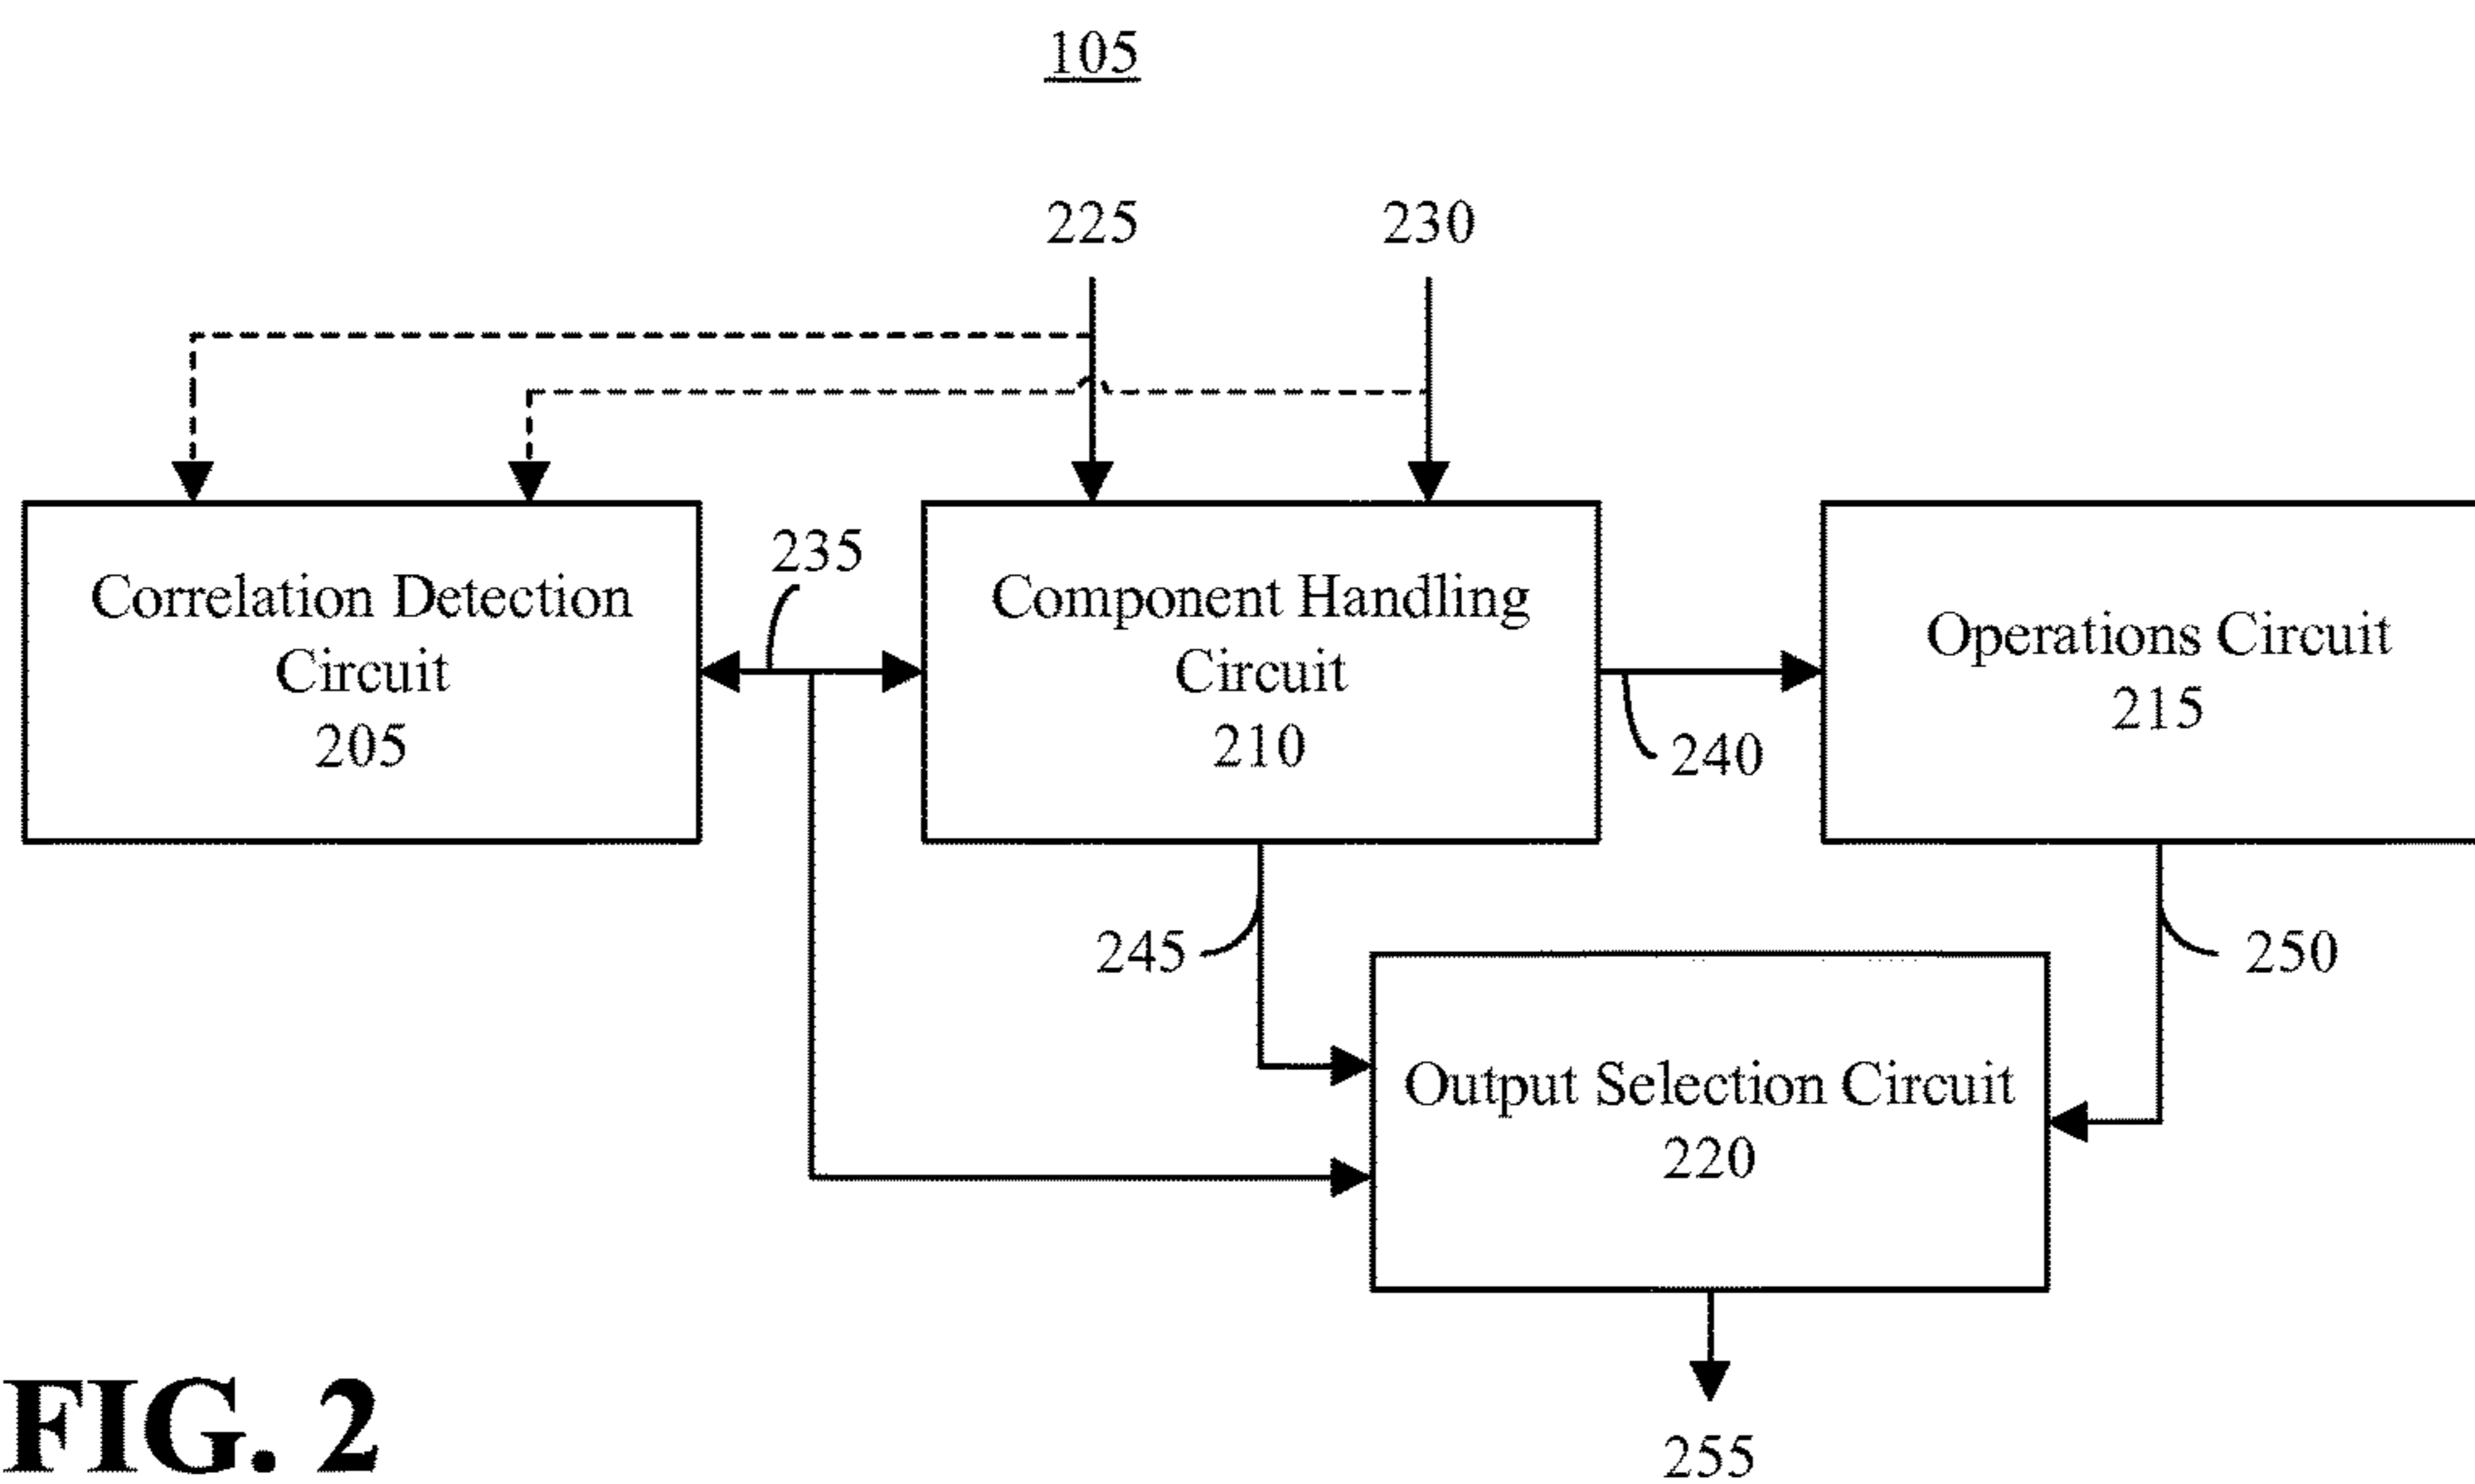 105
225
230
235
Correlation Detection
Circuit
205
Component Handling
Circuit
210
240
Operations Circuit
215
245
250
Output Selection Circuit
220
255
FIG. 2